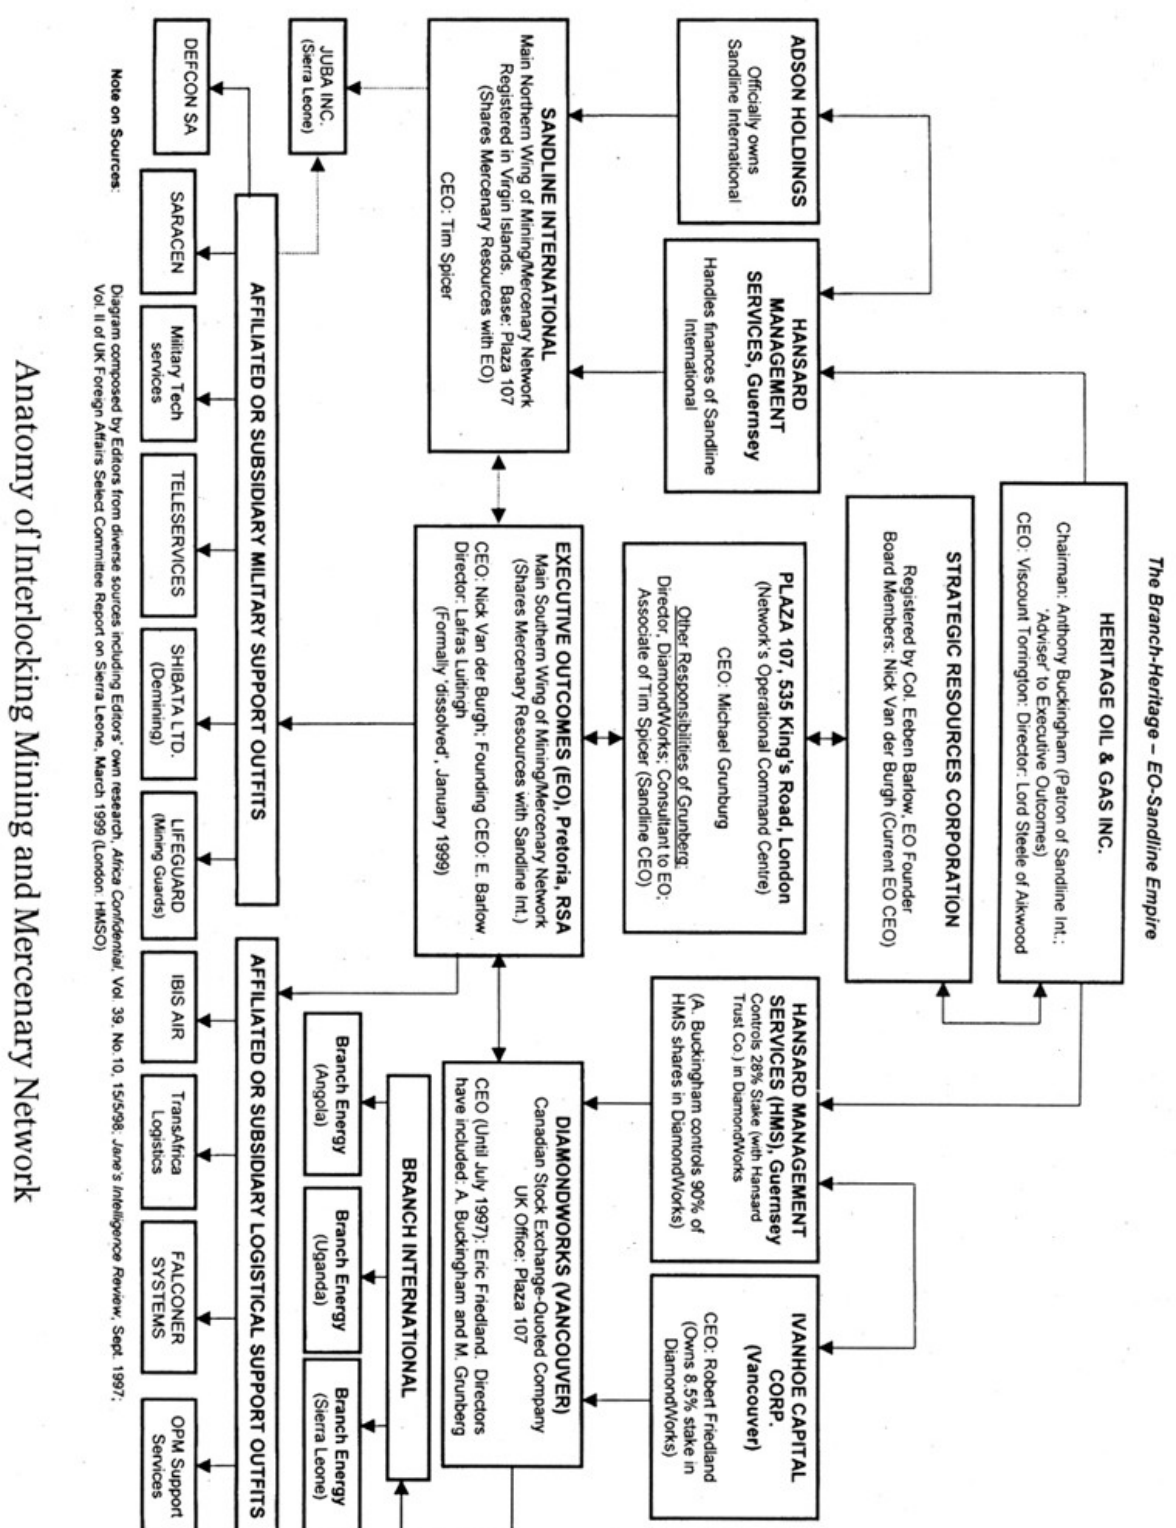 The Branch-Heritage – EO-Sandline Empire
HERITAGE OIL & GAS INC.
Chairman: Anthony Buckingham (Patron of Sandline Int.;
'Adviser' to Executive Outcomes)
CEO: Viscount Torrington: Director: Lord Steele of Aikwood
STRATEGIC RESOURCES CORPORATION
Registered by Col. Eeben Barlow, EO Founder
Board Members: Nick Van der Burgh (Current EO CEO)
ADSON HOLDINGS
Officially owns
Sandline International
HANSARD
MANAGEMENT
SERVICES, Guernsey
Handles finances of Sandline
International
PLAZA 107, 535 King's Road, London
(Network's Operational Command Centre)
CEO: Michael Grunburg
Other Responsibilities of Grunberg:
Director, DiamondWorks; Consultant to EO;
Associate of Tim Spicer (Sandline CEO)
HANSARD MANAGEMENT
SERVICES (HMS), Guernsey
Controls 28% Stake (with Hansard
Trust Co.) in DiamondWorks
(A. Buckingham controls 90% of
HMS shares in DiamondWorks)
IVANHOE CAPITAL
CORP.
(Vancouver)
CEO: Robert Friedland
(Owns 8.5% stake in
DiamondWorks)
SANDLINE INTERNATIONAL
Main Northern Wing of Mining/Mercenary Network
Registered in Virgin Islands. Base: Plaza 107
(Shares Mercenary Resources with EO)
CEO: Tim Spicer
EXECUTIVE OUTCOMES (EO), Pretoria, RSA
Main Southern Wing of Mining/Mercenary Network
(Shares Mercenary Resources with Sandline Int.)
CEO: Nick Van der Burgh; Founding CEO: E. Barlow
Director: Lafras Luitingh
(Formally 'dissolved', January 1999)
DIAMONDWORKS (VANCOUVER)
Canadian Stock Exchange-Quoted Company
UK Office: Plaza 107
CEO (Until July 1997): Eric Friedland. Directors
have included: A. Buckingham and M. Grunberg
JUBA INC.
(Sierra Leone)
BRANCH INTERNATIONAL
Branch Energy
(Angola)
Branch Energy
(Uganda)
Branch Energy
(Sierra Leone)
AFFILIATED OR SUBSIDIARY MILITARY SUPPORT OUTFITS
AFFILIATED OR SUBSIDIARY LOGISTICAL SUPPORT OUTFITS
DEFCON SA
SARACEN
Military Tech
services
TELESERVICES
SHIBATA LTD.
(Demining)
LIFEGUARD
(Mining Guards)
IBIS AIR
TransAfrica
Logistics
FALCONER
SYSTEMS
OPM Support
Services
Note on Sources:
Diagram composed by Editors from diverse sources including Editors' own research, Africa Confidential, Vol. 39, No.10, 15/5/98; Jane's Intelligence Review, Sept. 1997;
Vol. II of UK Foreign Affairs Select Committee Report on Sierra Leone, March 1999 (London: HMSO)
Anatomy of Interlocking Mining and Mercenary Network